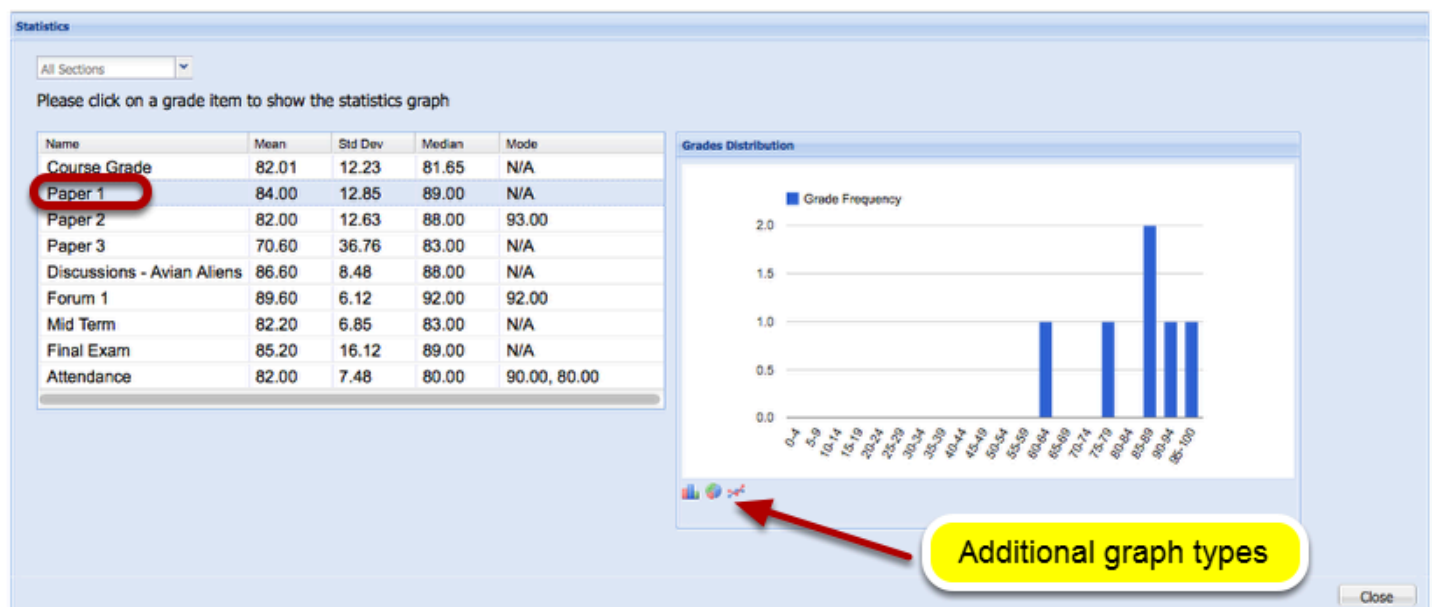 Statistics
All Sections
Please click on a grade item to show the statistics graph
Name Mean Std Dev Median Mode
Course Grade 82.01 12.23 81.65 N/A
Paper 1 84.00 12.85 89.00 N/A
Paper 2 82.00 12.63 88.00 93.00
Paper 3 70.60 36.76 83.00 N/A
Discussions - Avian Aliens 86.60 8.48 88.00 N/A
Forum 1 89.60 6.12 92.00 92.00
Mid Term 82.20 6.85 83.00 N/A
Final Exam 85.20 16.12 89.00 N/A
Attendance 82.00 7.48 80.00 90.00, 80.00
Grades Distribution
Grade Frequency
2.0
1.5
1.0
0.5
0.0
0-4 5-9 10-14 15-19 20-24 25-29 30-34 35-39 40-44 45-49 50-54 55-59 60-64 65-69 70-74 75-79 80-84 85-89 90-94 95-100
Additional graph types
Close